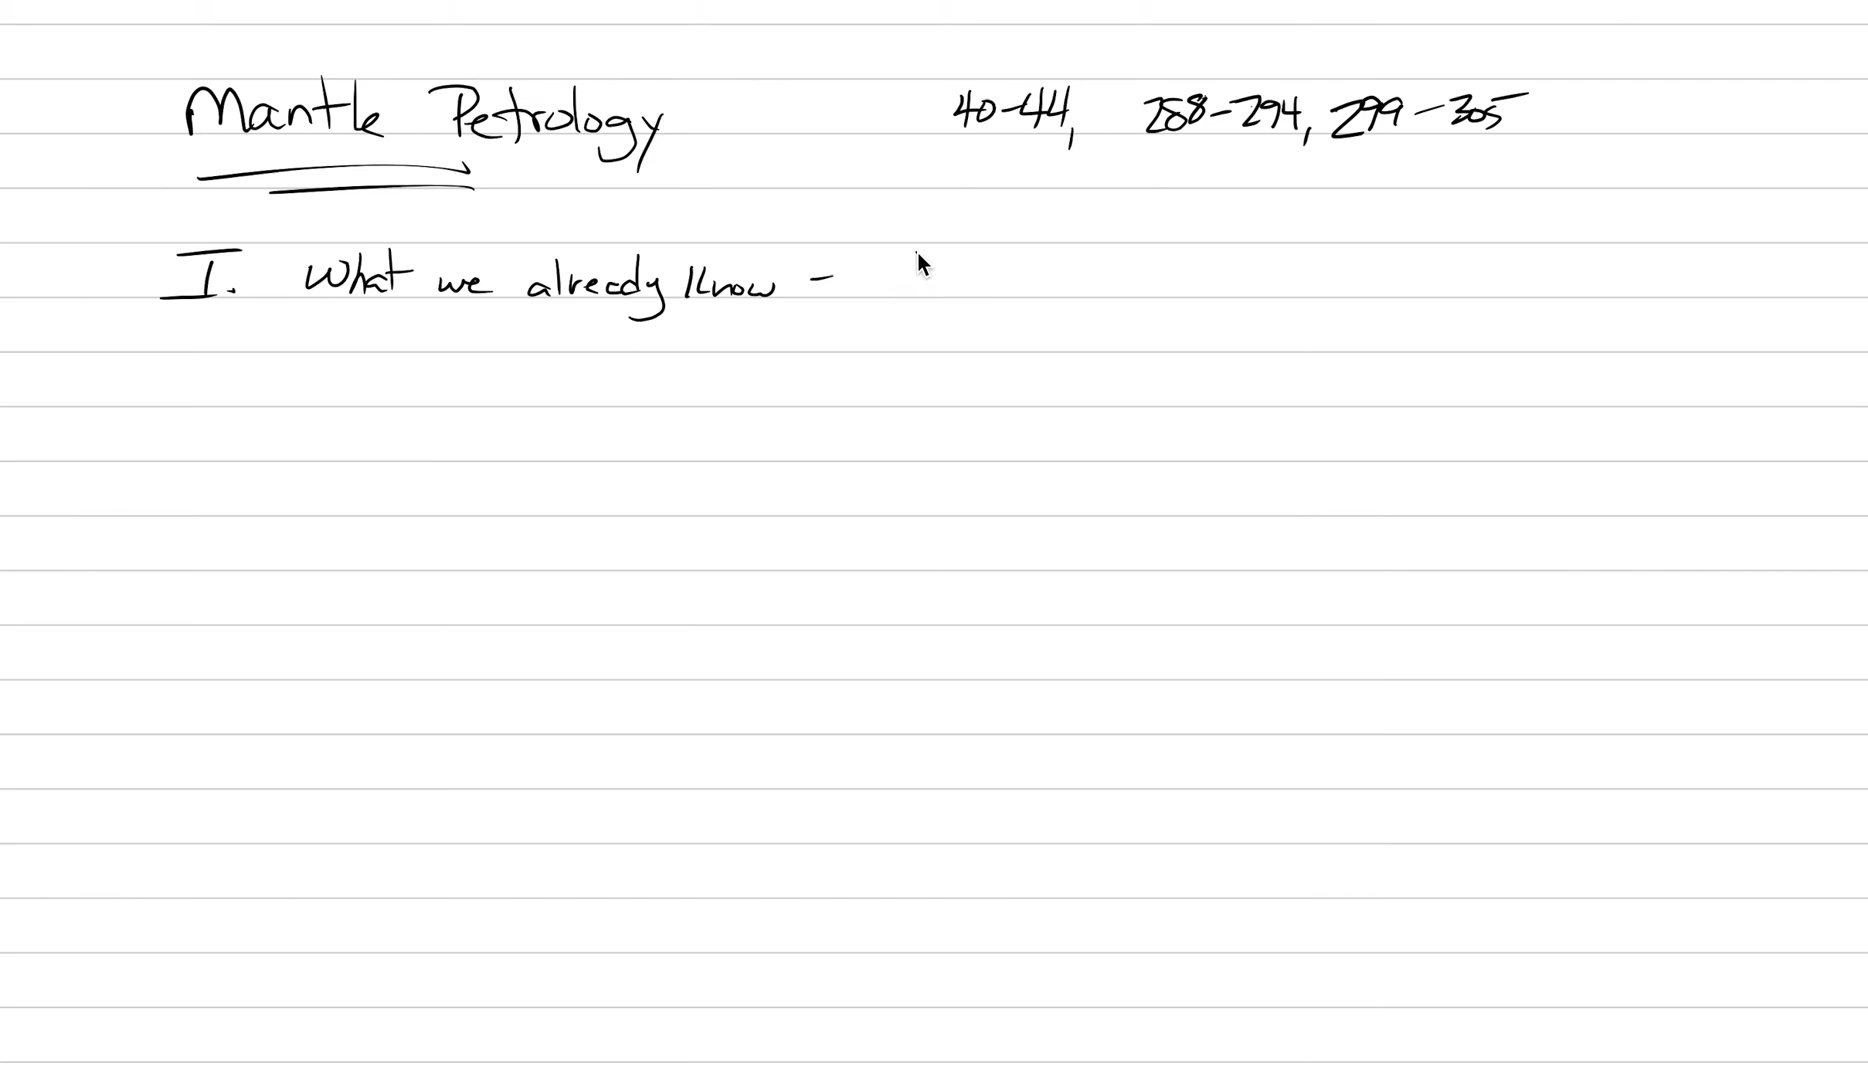 Mantle Petrology 40-44, 288-294, 299-305
I. What we already know -